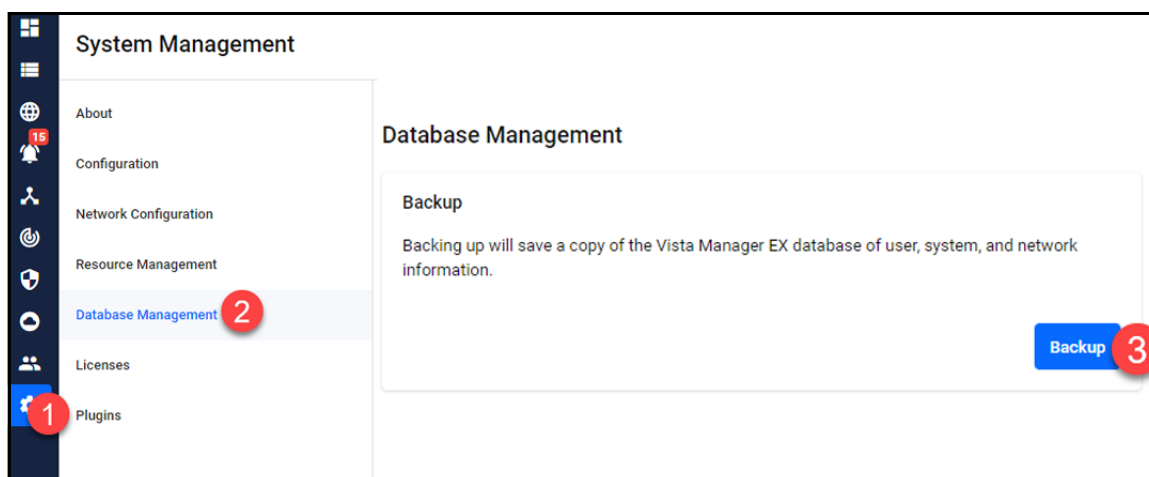 System Management
15
About
Configuration
Network Configuration
Resource Management
Database Management 2
Licenses
1
Plugins
Database Management
Backup
Backing up will save a copy of the Vista Manager EX database of user, system, and network
information.
Backup 3